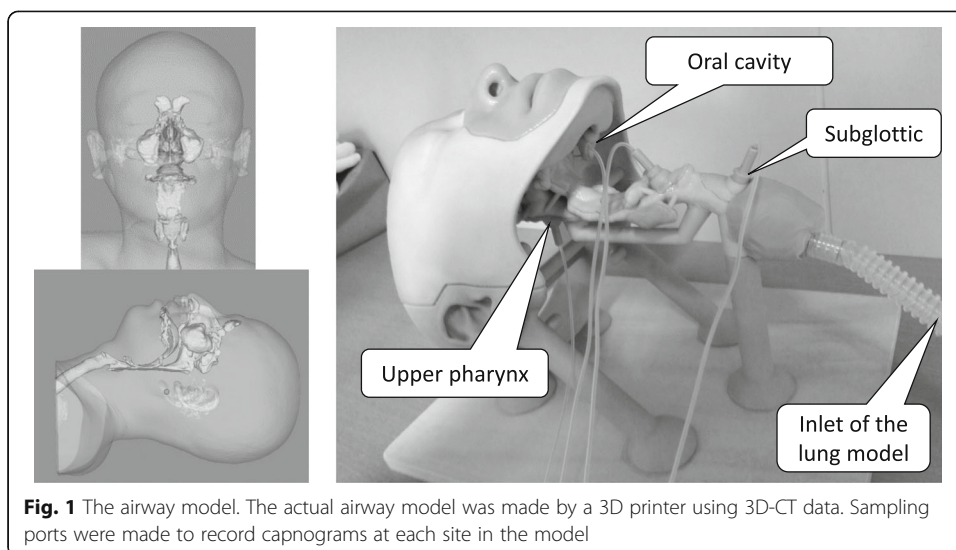 Oral cavity
Subglottic
Upper pharynx
Inlet of the
lung model
Fig. 1 The airway model. The actual airway model was made by a 3D printer using 3D-CT data. Sampling
ports were made to record capnograms at each site in the model